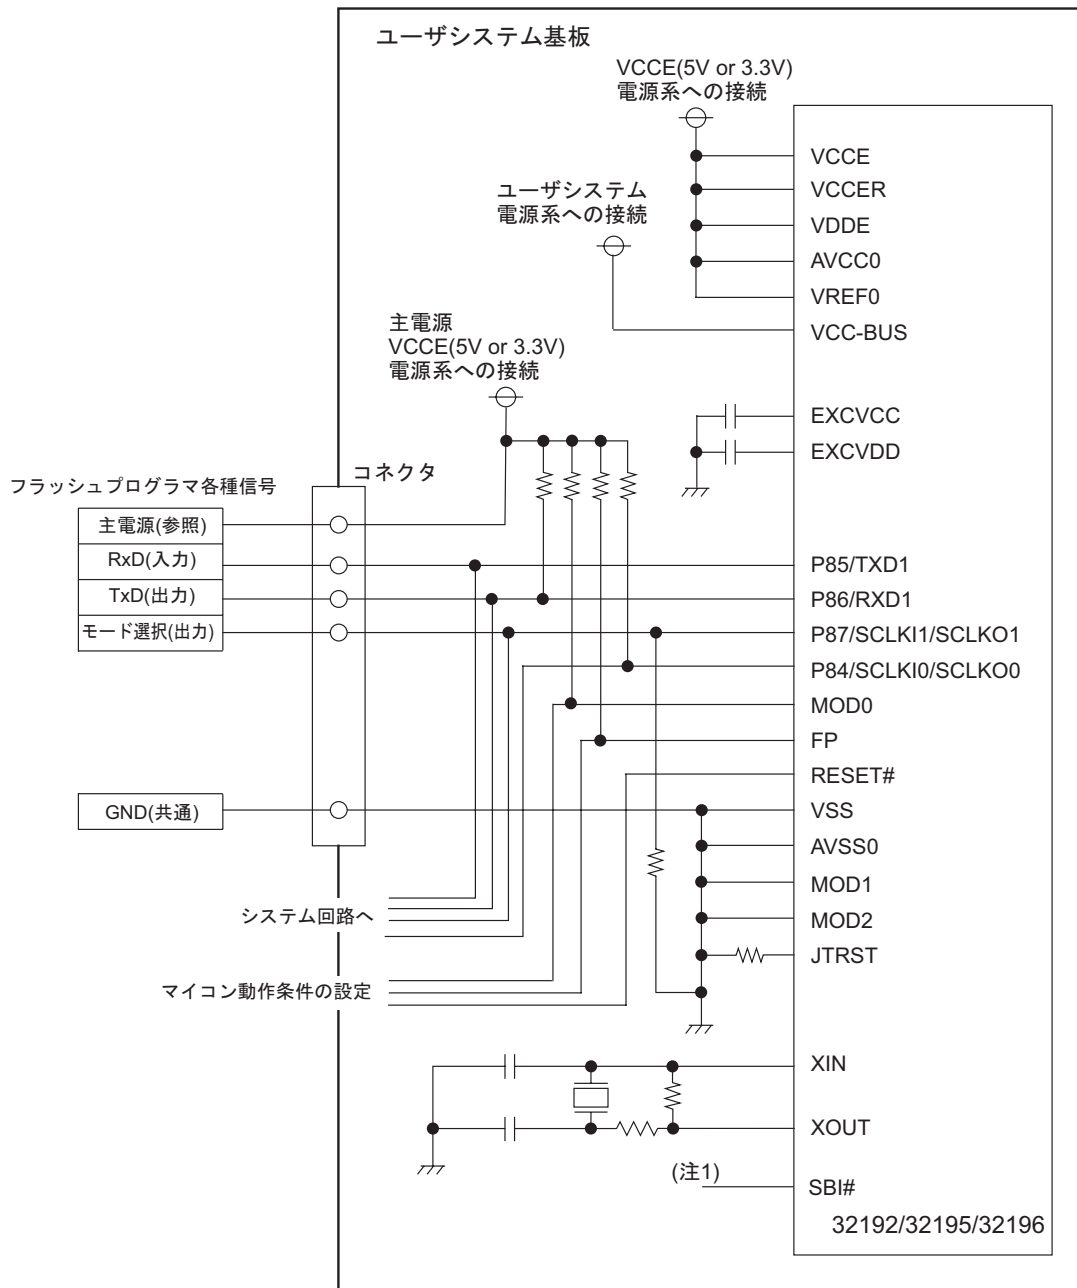 ユーザシステム基板
VCCE(5V or 3.3V)
電源系への接続
ユーザシステム
電源系への接続
主電源
VCCE(5V or 3.3V)
電源系への接続
コネクタ
フラッシュプログラマ各種信号
主電源(参照)
RxD(入力)
TxD(出力)
モード選択(出力)
GND(共通)
システム回路へ
マイコン動作条件の設定
VCCE
VCCER
VDDE
AVCC0
VREF0
VCC-BUS
EXCVCC
EXCVDD
P85/TXD1
P86/RXD1
P87/SCLKI1/SCLKO1
P84/SCLKI0/SCLKO0
MOD0
FP
RESET#
VSS
AVSS0
MOD1
MOD2
JTRST
XIN
XOUT
(注1)
SBI#
32192/32195/32196